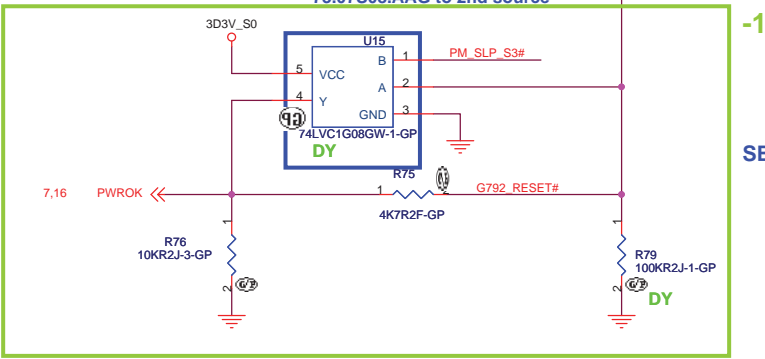 3D3V_S0
U15
-1
B 1 PM_SLP_S3#
5 VCC
A 2
4 Y
GND 3
GP
74LVC1G08GW-1-GP
DY
SE
R75
1 2 G792_RESET#
7,16 PWROK
4K7R2F-GP
1
1
R76
10KR2J-3-GP
R79
100KR2J-1-GP
2
2
DY